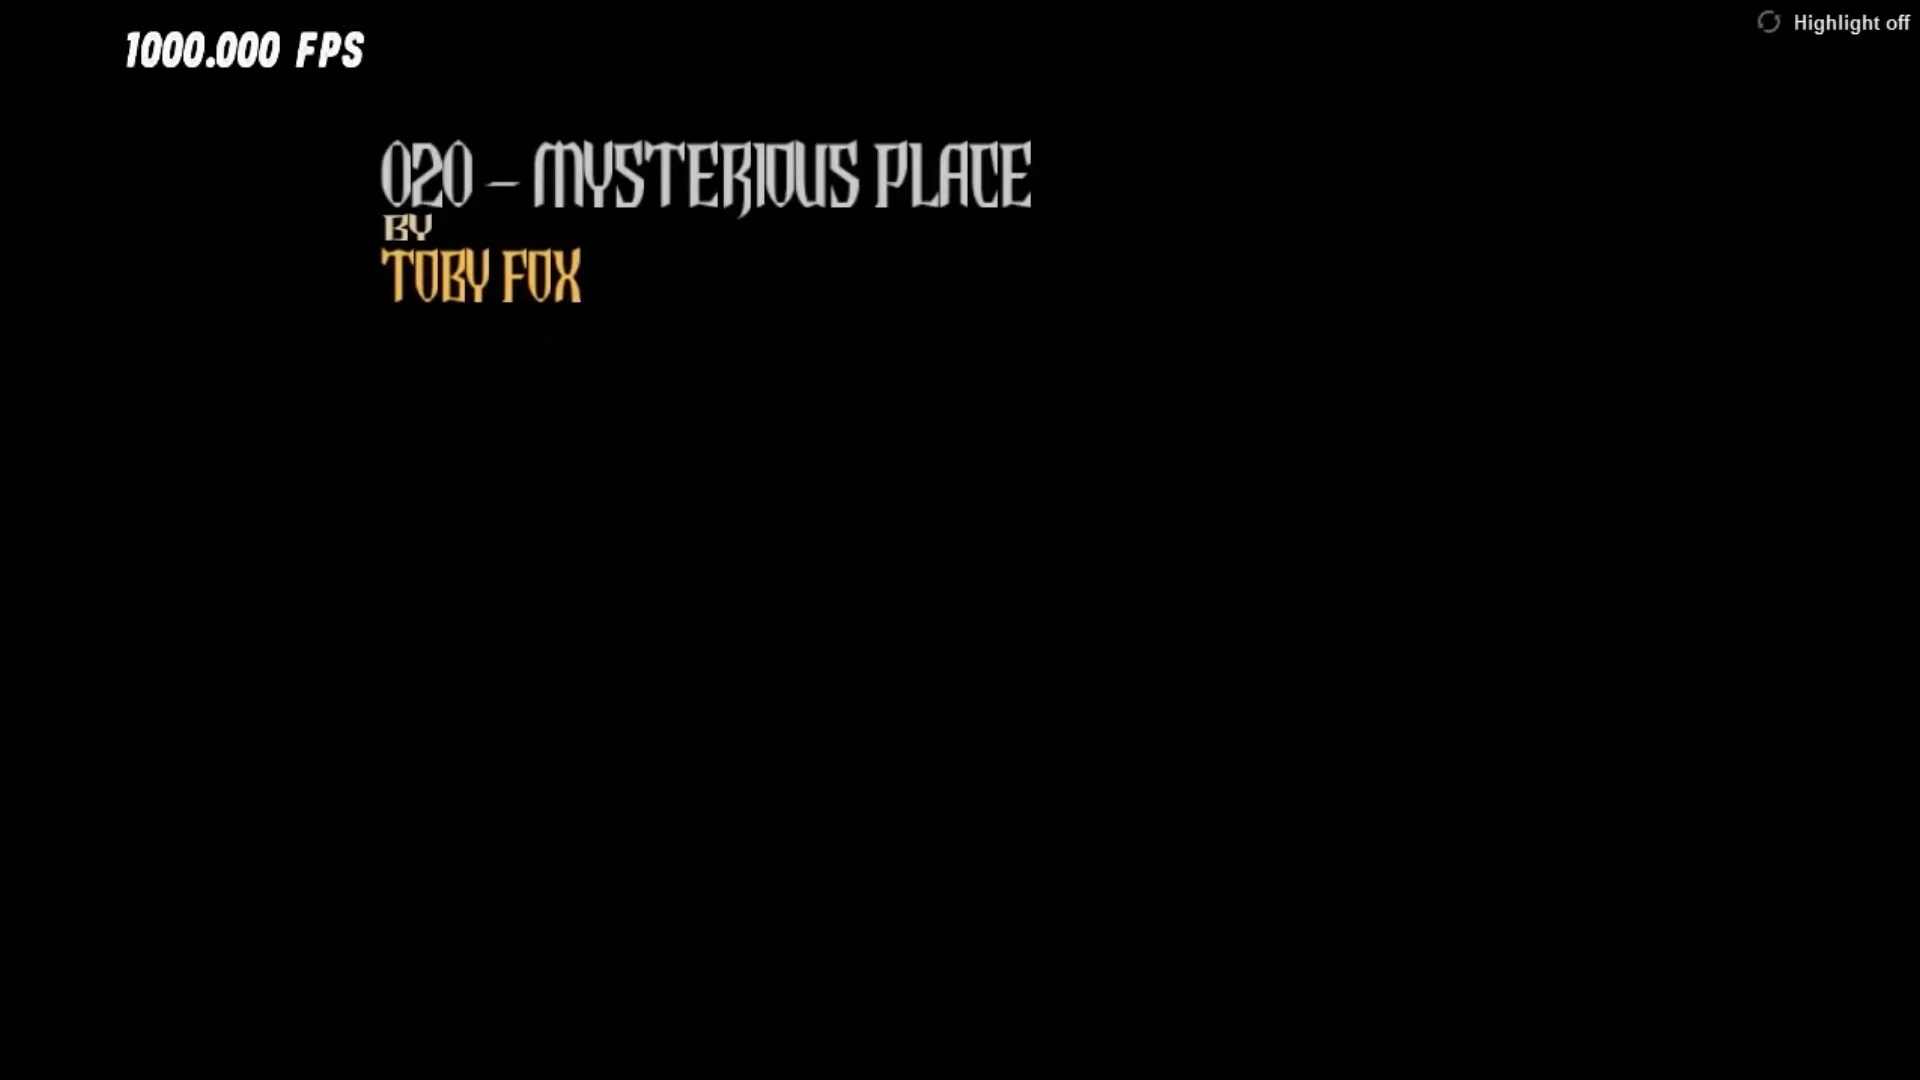 1000.000 FPS
Highlight off
020 - MYSTERIOUS PLACE
BY
TOBY FOX